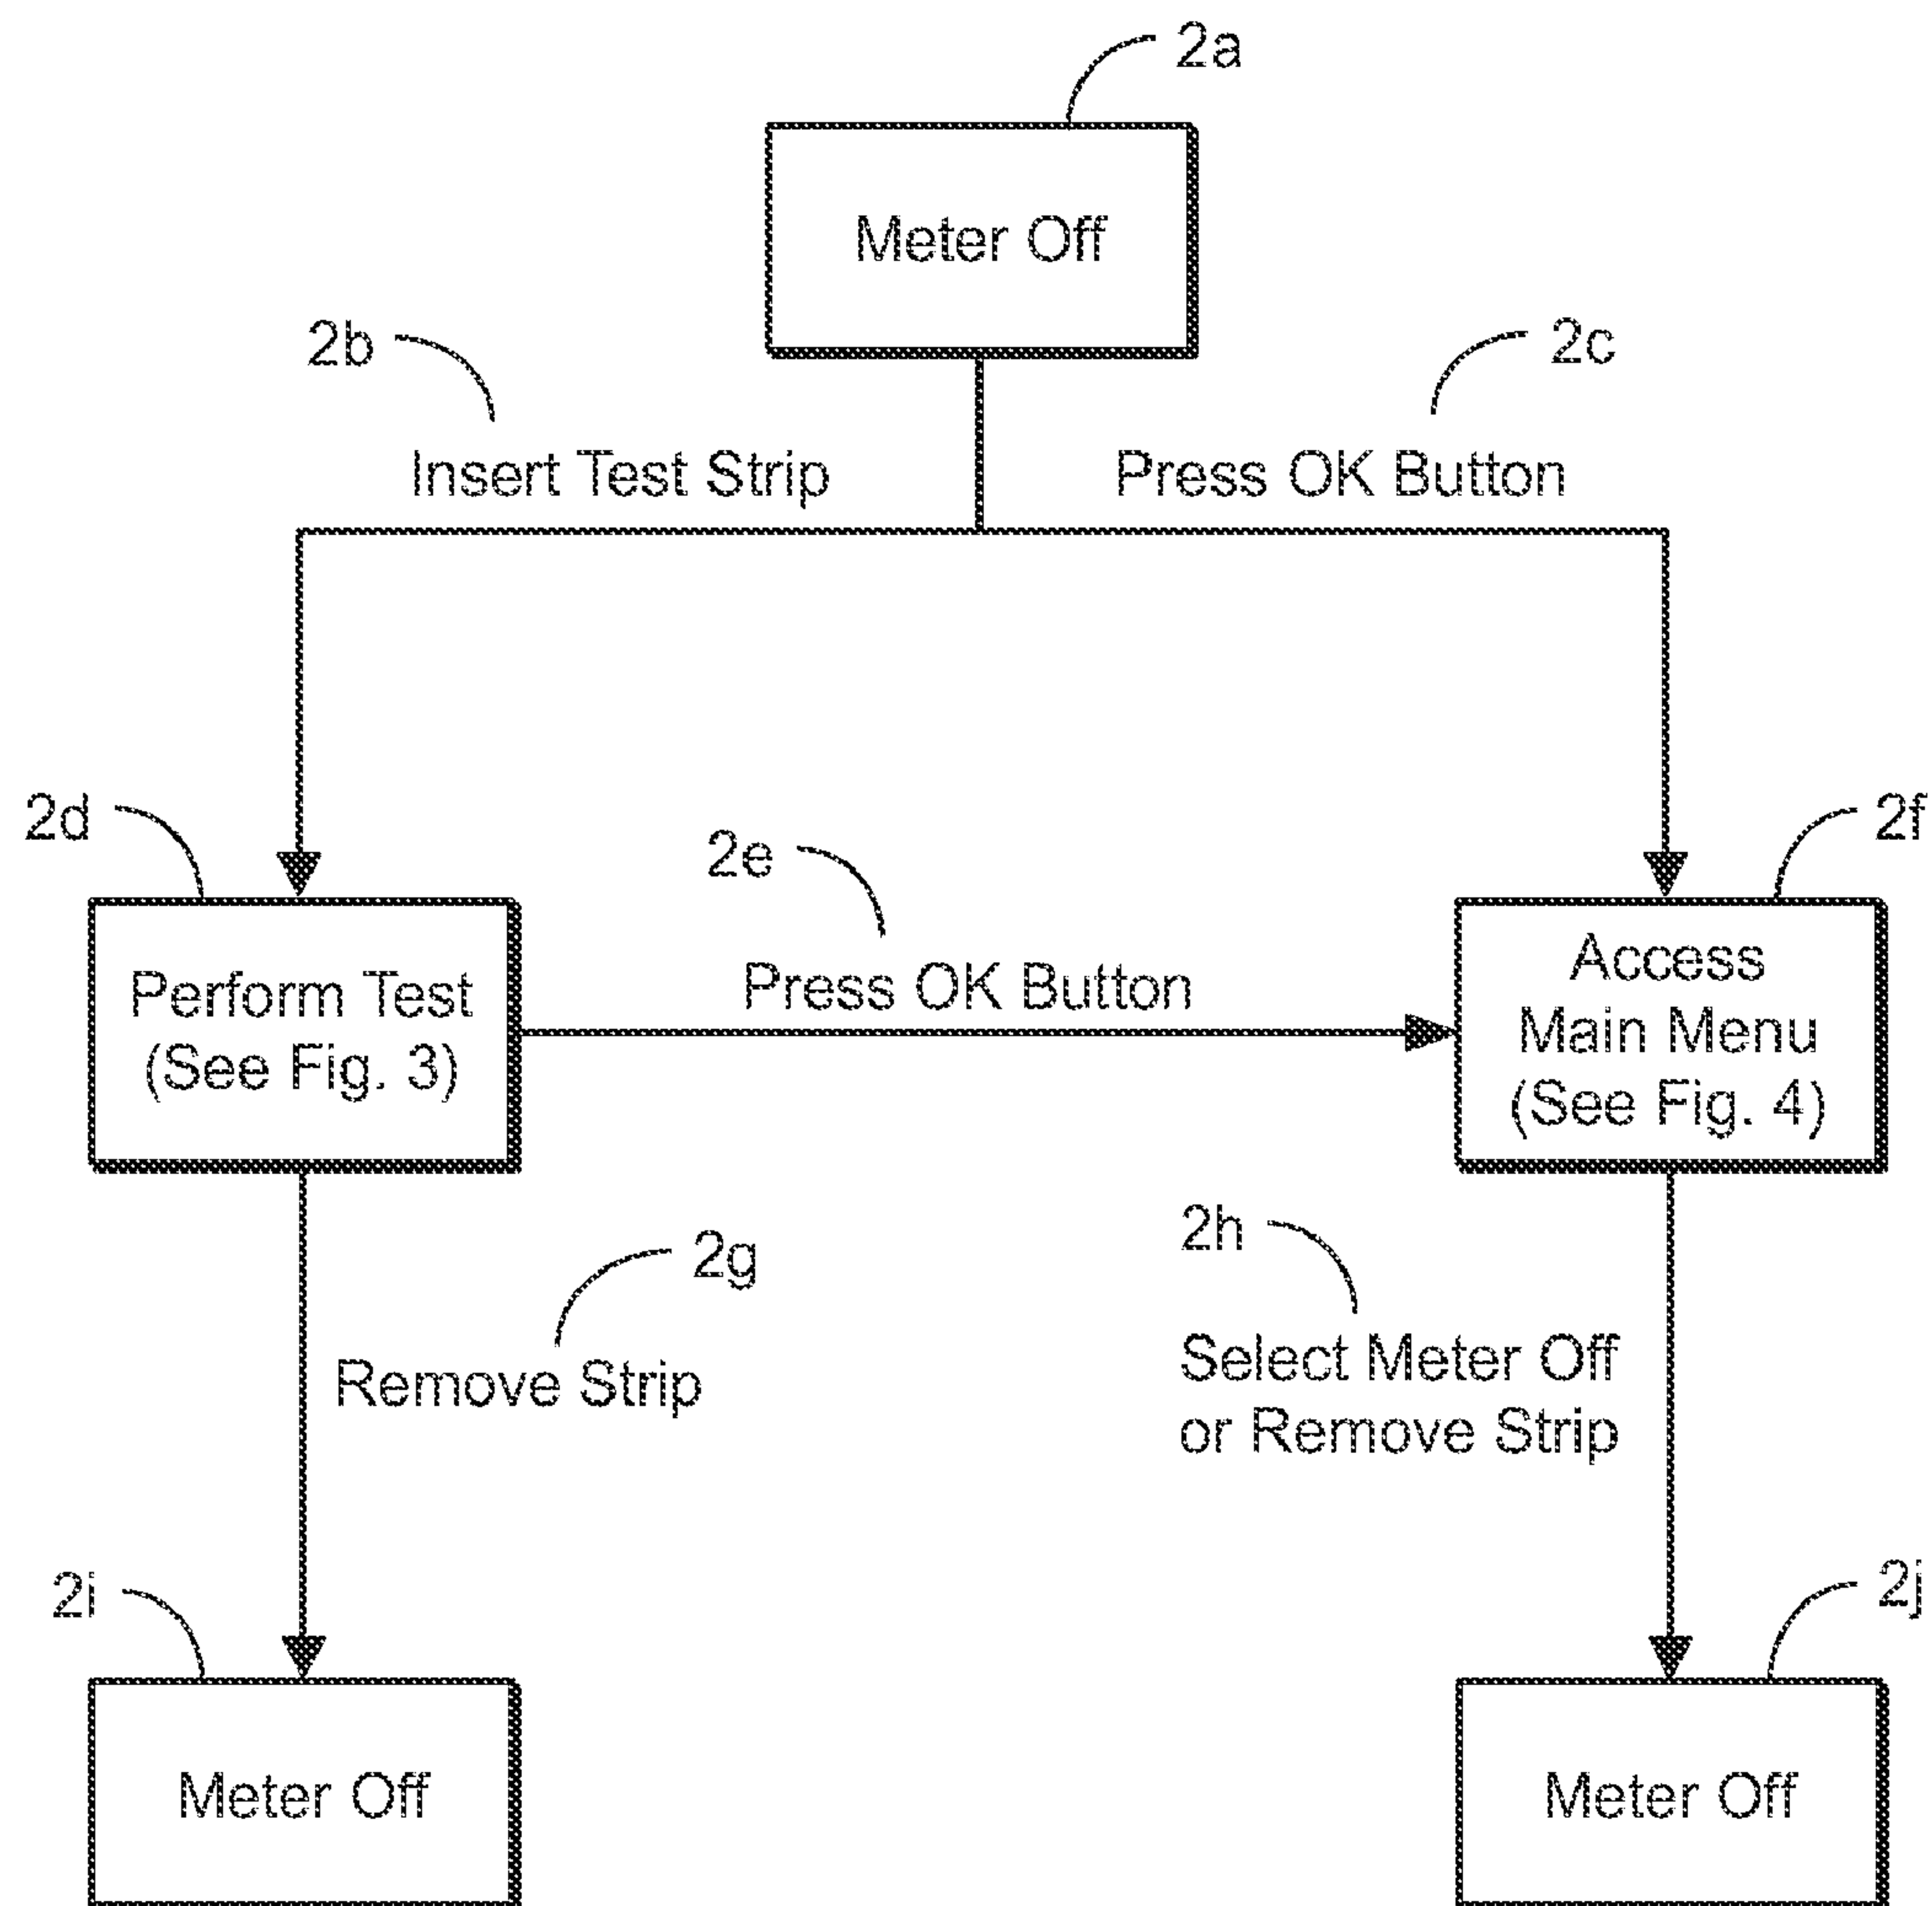 2a
Meter Off
2b
2c
Insert Test Strip
Press OK Button
2d
2e
2f
Perform Test
(See Fig. 3)
Press OK Button
Access
Main Menu
(See Fig. 4)
2g
2h
Remove Strip
Select Meter Off
or Remove Strip
2i
2j
Meter Off
Meter Off